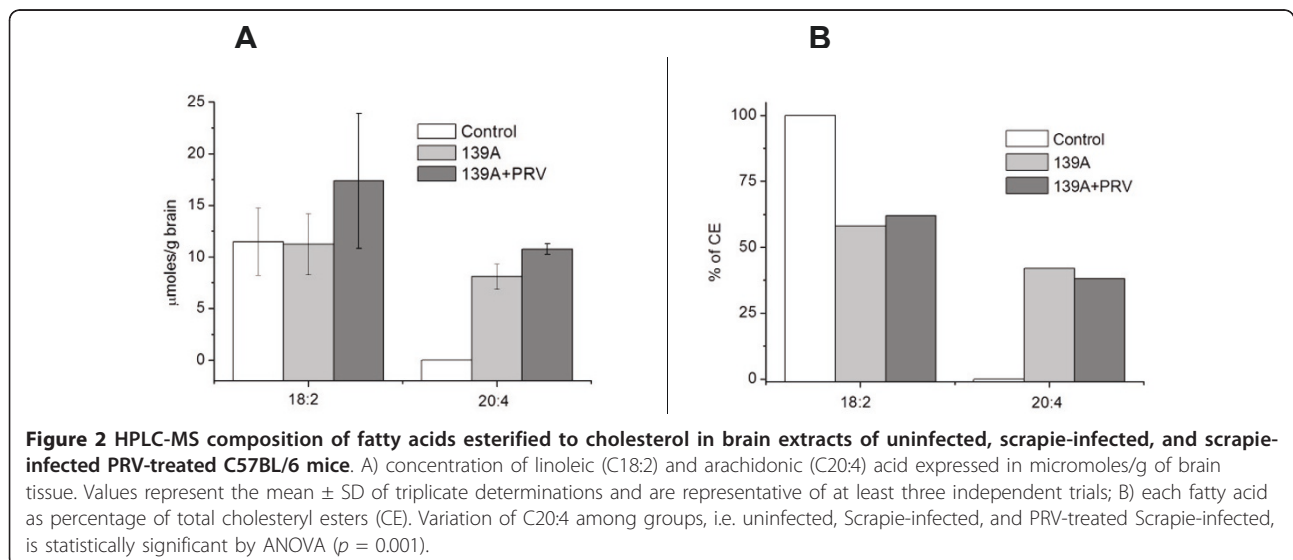 A
B
25
20
15
10
5
0
μmoles/g brain
Control
139A
139A+PRV
18:2
20:4
100
75
50
25
0
% of CE
Control
139A
139A+PRV
18:2
20:4
Figure 2 HPLC-MS composition of fatty acids esterified to cholesterol in brain extracts of uninfected, scrapie-infected, and scrapie-
infected PRV-treated C57BL/6 mice. A) concentration of linoleic (C18:2) and arachidonic (C20:4) acid expressed in micromoles/g of brain
tissue. Values represent the mean ± SD of triplicate determinations and are representative of at least three independent trials; B) each fatty acid
as percentage of total cholesteryl esters (CE). Variation of C20:4 among groups, i.e. uninfected, Scrapie-infected, and PRV-treated Scrapie-infected,
is statistically significant by ANOVA (p = 0.001).